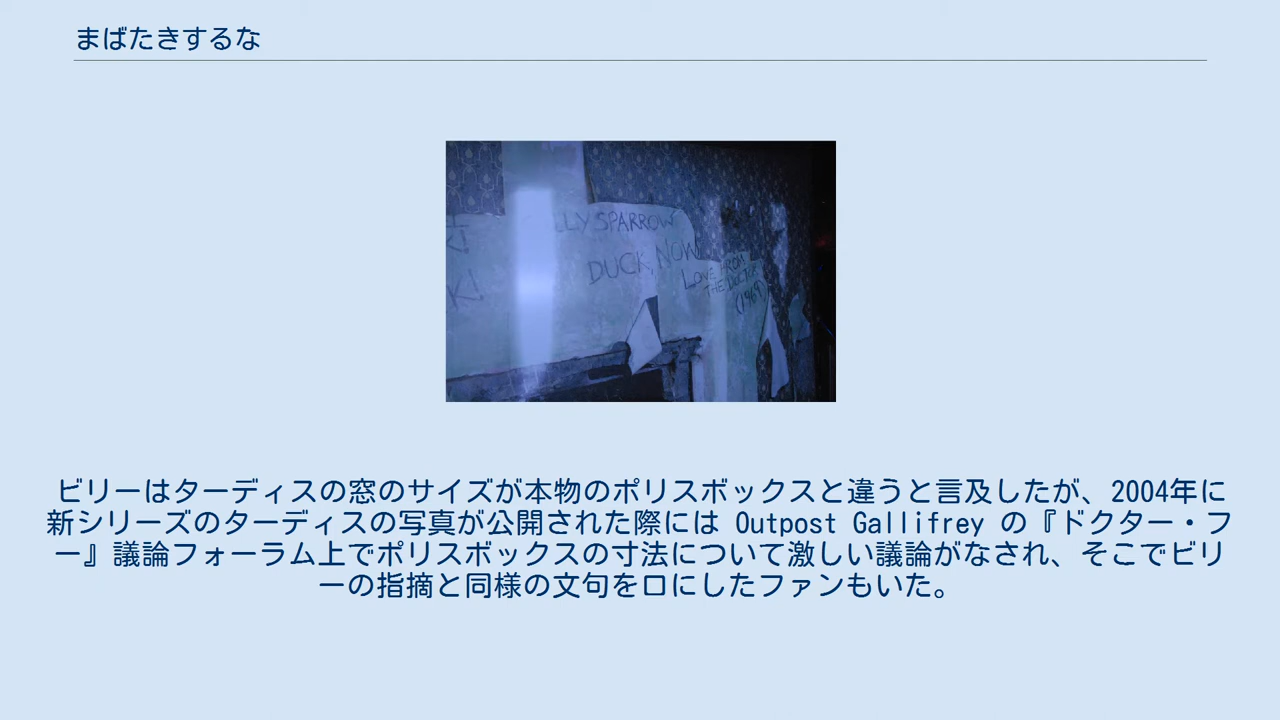 まばたきするな
LLY SPARROW
DUCK, NOW
LOVE FROM
THE DOCTOR
(1969)
K!
K!
ビリーはターディスの窓のサイズが本物のポリスボックスと違うと言及したが、2004年に
新シリーズのターディスの写真が公開された際には Outpost Gallifrey の『ドクター・フ
ー』議論フォーラム上でポリスボックスの寸法について激しい議論がなされ、そこでビリ
ーの指摘と同様の文句を口にしたファンもいた。